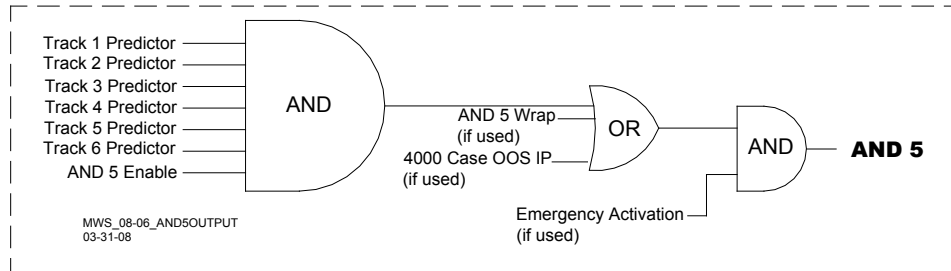 Track 1 Predictor
Track 2 Predictor
Track 3 Predictor
Track 4 Predictor
Track 5 Predictor
Track 6 Predictor
AND 5 Enable
AND
AND 5 Wrap
(if used)
4000 Case OOS IP
(if used)
OR
Emergency Activation
(if used)
AND
AND 5
MWS_08-06_AND5OUTPUT
03-31-08